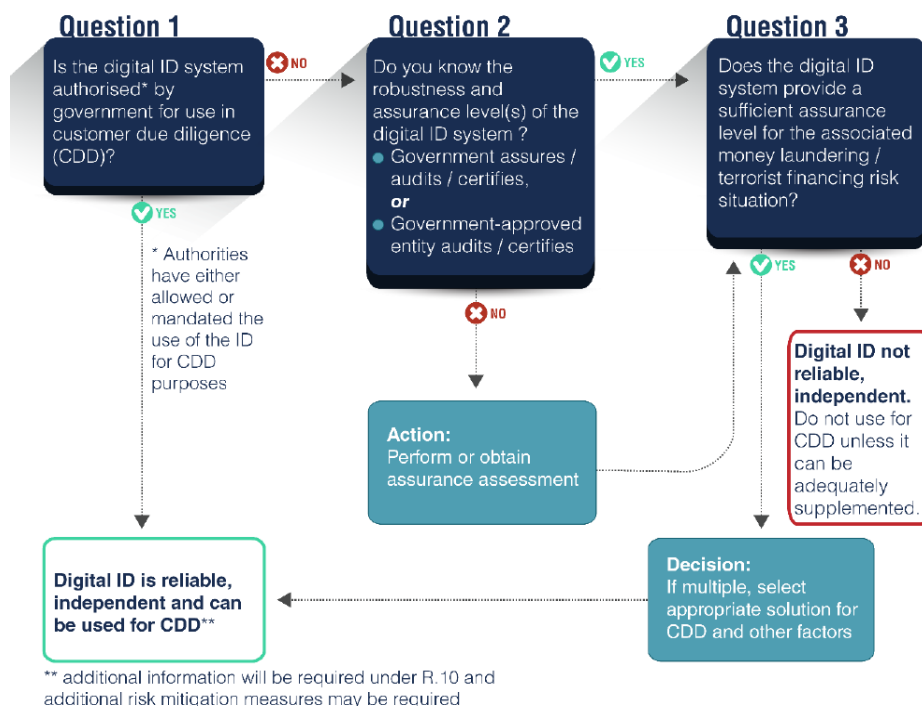 Question 1
Is the digital ID system
authorised* by
government for use in
customer due diligence
(CDD)?
NO
YES
* Authorities
have either
allowed or
mandated the
use of the ID
for CDD
purposes
Question 2
Do you know the
robustness and
assurance level(s) of the
digital ID system ?
Government assures /
audits / certifies,
or
Government-approved
entity audits / certifies
YES
NO
Action:
Perform or obtain
assurance assessment
Question 3
Does the digital ID
system provide a
sufficient assurance
level for the associated
money laundering /
terrorist financing risk
situation?
YES
NO
Digital ID not
reliable,
independent.
Do not use for
CDD unless it
can be
adequately
supplemented.
Decision:
If multiple, select
appropriate solution for
CDD and other factors
Digital ID is reliable,
independent and can
be used for CDD**
** additional information will be required under R.10 and
additional risk mitigation measures may be required